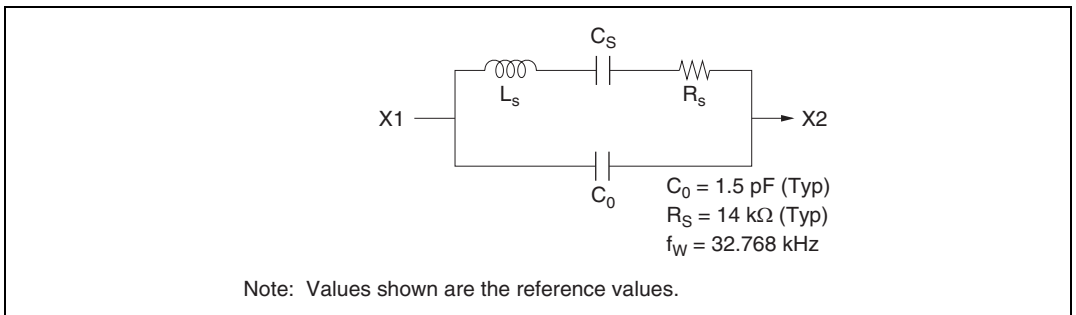 C_S
L_s
R_s
X1
X2
C_0
C_0 = 1.5 pF (Typ)
R_S = 14 kΩ (Typ)
f_W = 32.768 kHz
Note: Values shown are the reference values.